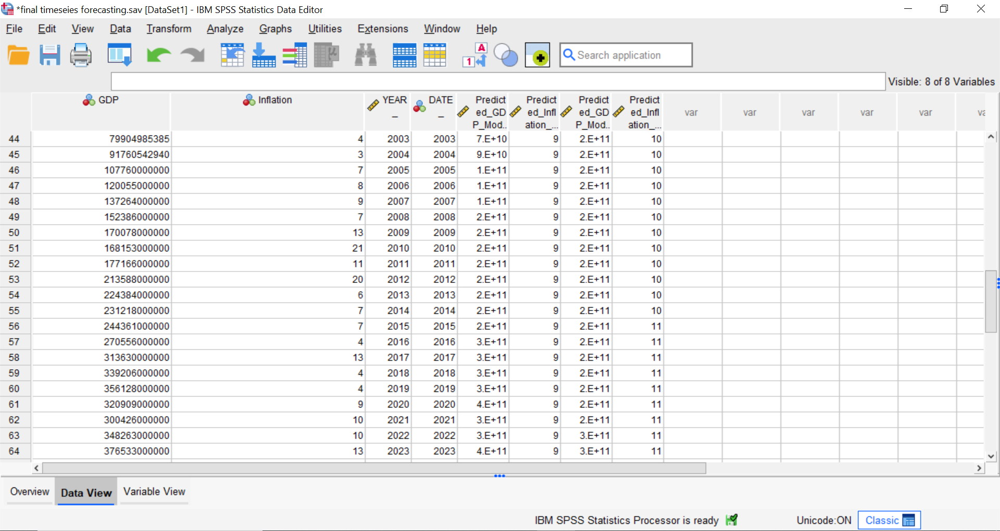 *final timeseies forecasting.sav [DataSet1] - IBM SPSS Statistics Data Editor
File Edit View Data Transform Analyze Graphs Utilities Extensions Window Help
A
1
µ
Search application
Visible: 8 of 8 Variables
GDP Inflation YEAR_ DATE_ Predicted_GDP_Mod.. Predicted_Inflation_... Predicted_GDP_Mod.. Predicted_Inflation_... var var var var var va
44 79904985385 4 2003 2003 7.E+10 9 2.E+11 10
45 91760542940 3 2004 2004 9.E+10 9 2.E+11 10
46 107760000000 7 2005 2005 1.E+11 9 2.E+11 10
47 120055000000 8 2006 2006 1.E+11 9 2.E+11 10
48 137264000000 9 2007 2007 1.E+11 9 2.E+11 10
49 152386000000 7 2008 2008 2.E+11 9 2.E+11 10
50 170078000000 13 2009 2009 2.E+11 9 2.E+11 10
51 168153000000 21 2010 2010 2.E+11 9 2.E+11 10
52 177166000000 11 2011 2011 2.E+11 9 2.E+11 10
53 213588000000 20 2012 2012 2.E+11 9 2.E+11 10
54 224384000000 6 2013 2013 2.E+11 9 2.E+11 10
55 231218000000 7 2014 2014 2.E+11 9 2.E+11 10
56 244361000000 7 2015 2015 2.E+11 9 2.E+11 11
57 270556000000 4 2016 2016 3.E+11 9 2.E+11 11
58 313630000000 13 2017 2017 3.E+11 9 2.E+11 11
59 339206000000 4 2018 2018 3.E+11 9 2.E+11 11
60 356128000000 4 2019 2019 3.E+11 9 2.E+11 11
61 320909000000 9 2020 2020 4.E+11 9 2.E+11 11
62 300426000000 10 2021 2021 3.E+11 9 2.E+11 11
63 348263000000 10 2022 2022 3.E+11 9 3.E+11 11
64 376533000000 13 2023 2023 4.E+11 9 3.E+11 11
Overview Data View Variable View
IBM SPSS Statistics Processor is ready Unicode:ON Classic